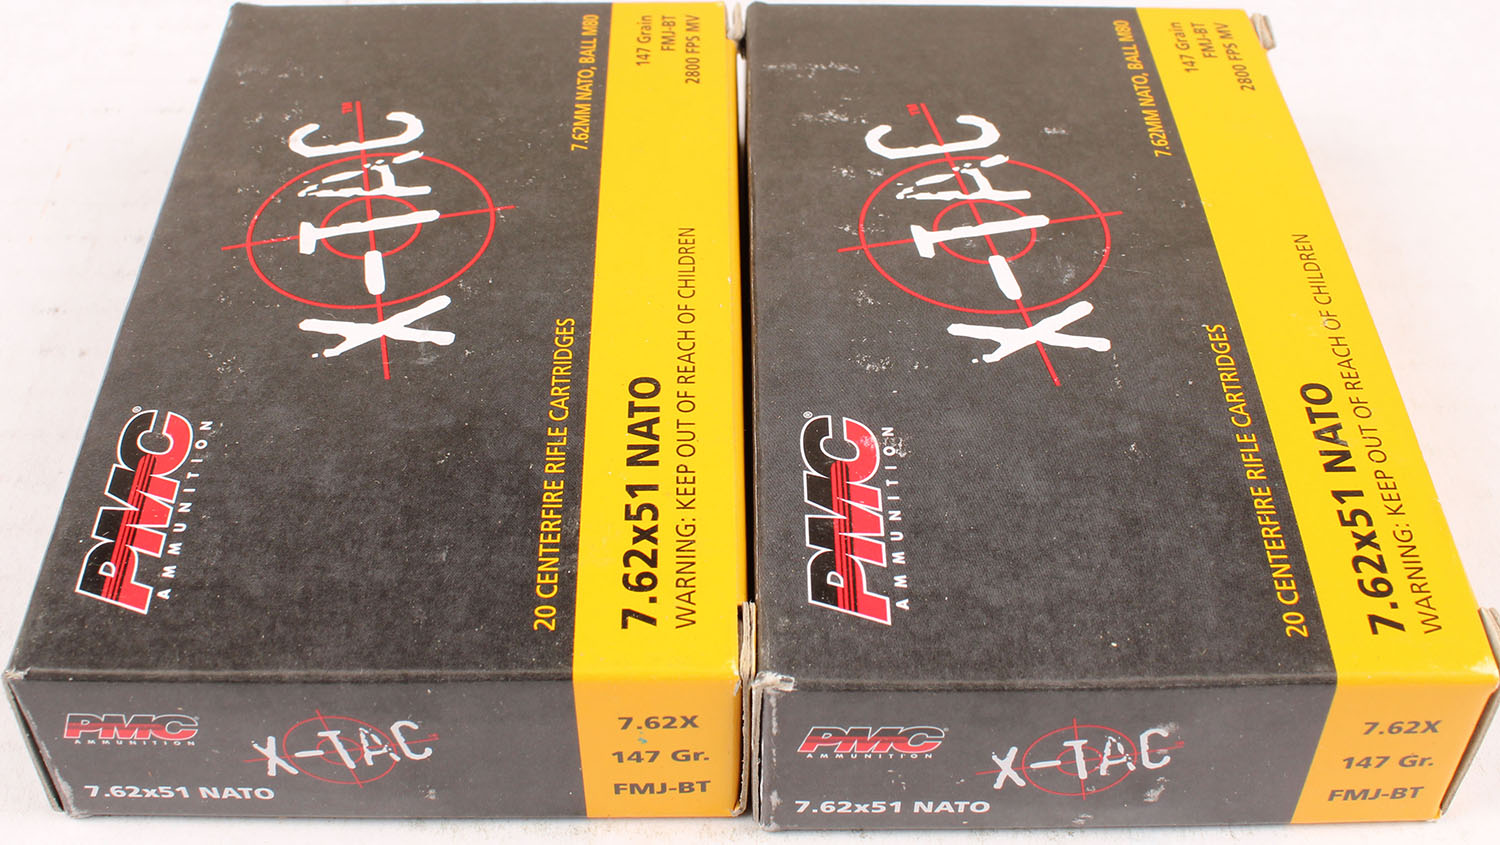 X-TAC™
PMC®
AMMUNITION
7.62MM NATO, BALL M80
20 CENTERFIRE RIFLE CARTRIDGES
147 Grain
FMJ-BT
2800 FPS MV
7.62x51 NATO
WARNING: KEEP OUT OF REACH OF CHILDREN
PMC
AMMUNITION
X-TAC
7.62x51 NATO
7.62X
147 Gr.
FMJ-BT
X-TAC™
PMC®
AMMUNITION
7.62MM NATO, BALL M80
20 CENTERFIRE RIFLE CARTRIDGES
147 Grain
FMJ-BT
2800 FPS MV
7.62x51 NATO
WARNING: KEEP OUT OF REACH OF CHILDREN
PMC
AMMUNITION
X-TAC
7.62x51 NATO
7.62X
147 Gr.
FMJ-BT